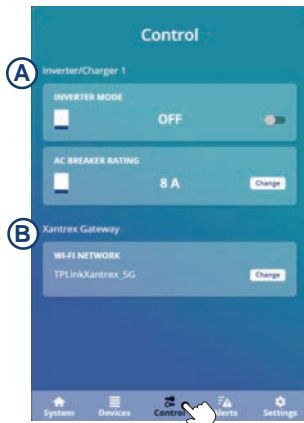 Control
A
Inverter/Charger 1
INVERTER MODE
OFF
AC BREAKER RATING
8 A
Change
B
Xantrex Gateway
WI-FI NETWORK
TPLinkXantrex_5G
Change
System Devices Control Settings